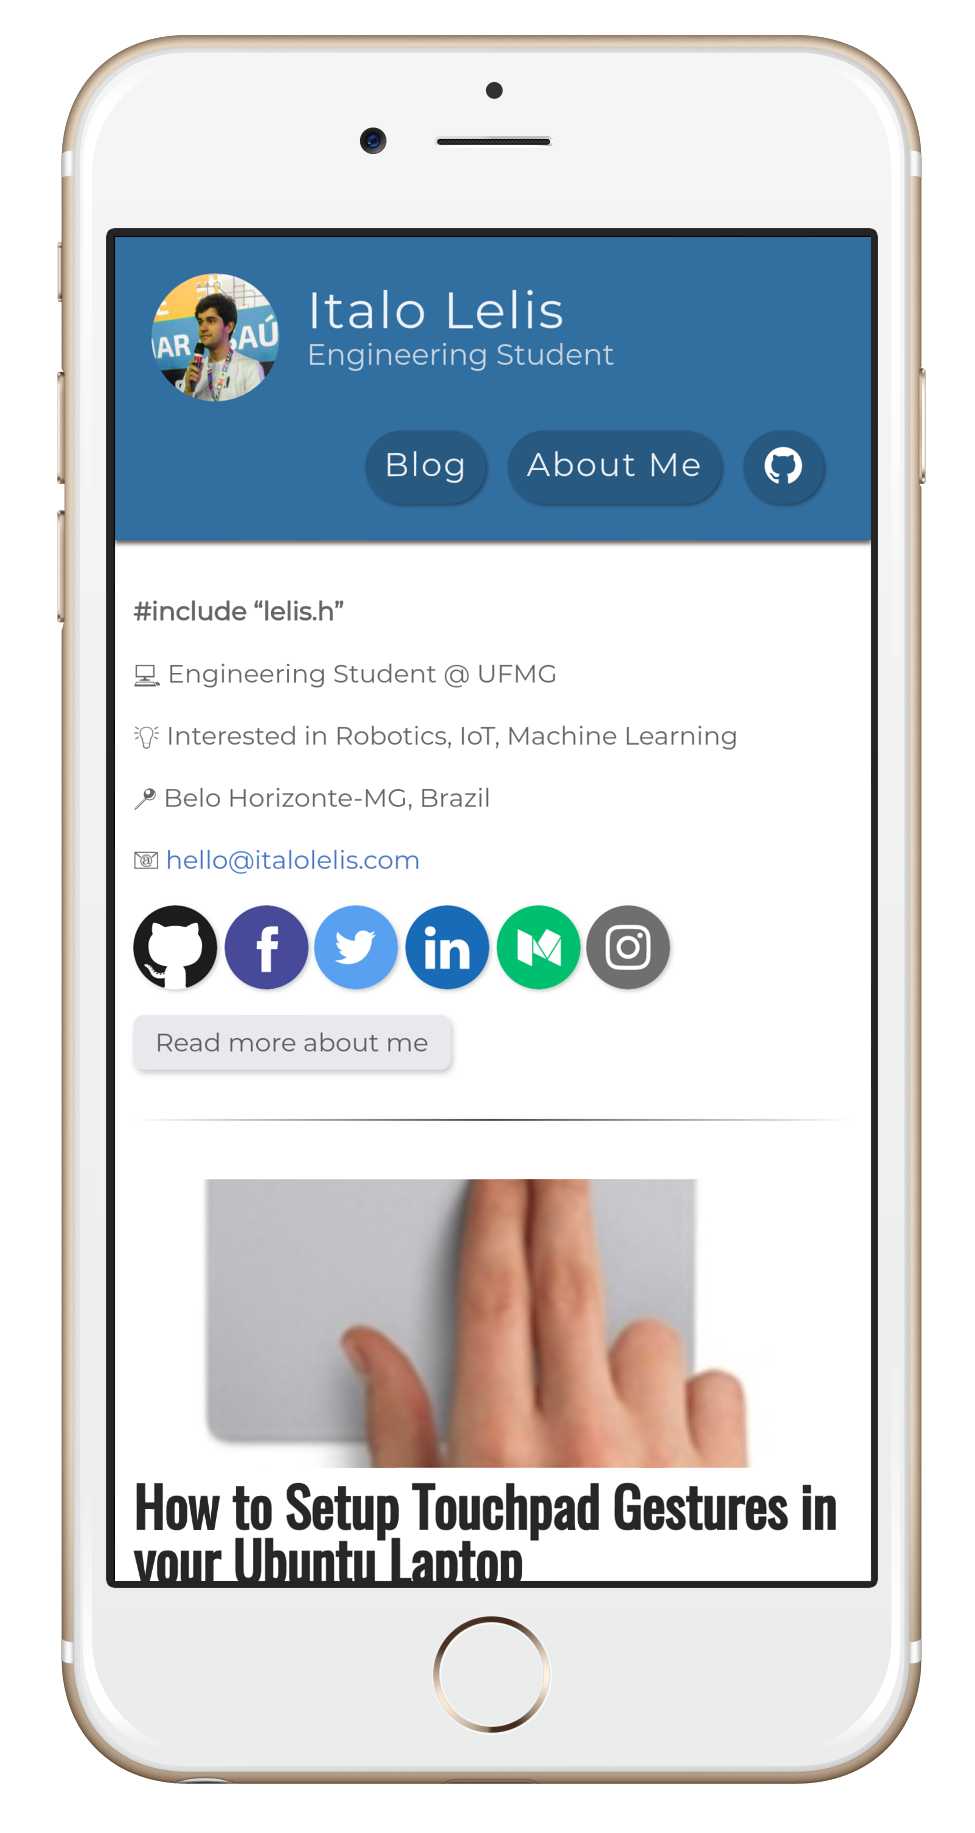 Italo Lelis
Engineering Student
Blog
About Me
#include “lelis.h”
Engineering Student @ UFMG
Interested in Robotics, IoT, Machine Learning
Belo Horizonte-MG, Brazil
hello@italolelis.com
Read more about me
How to Setup Touchpad Gestures in
your Ubuntu Laptop